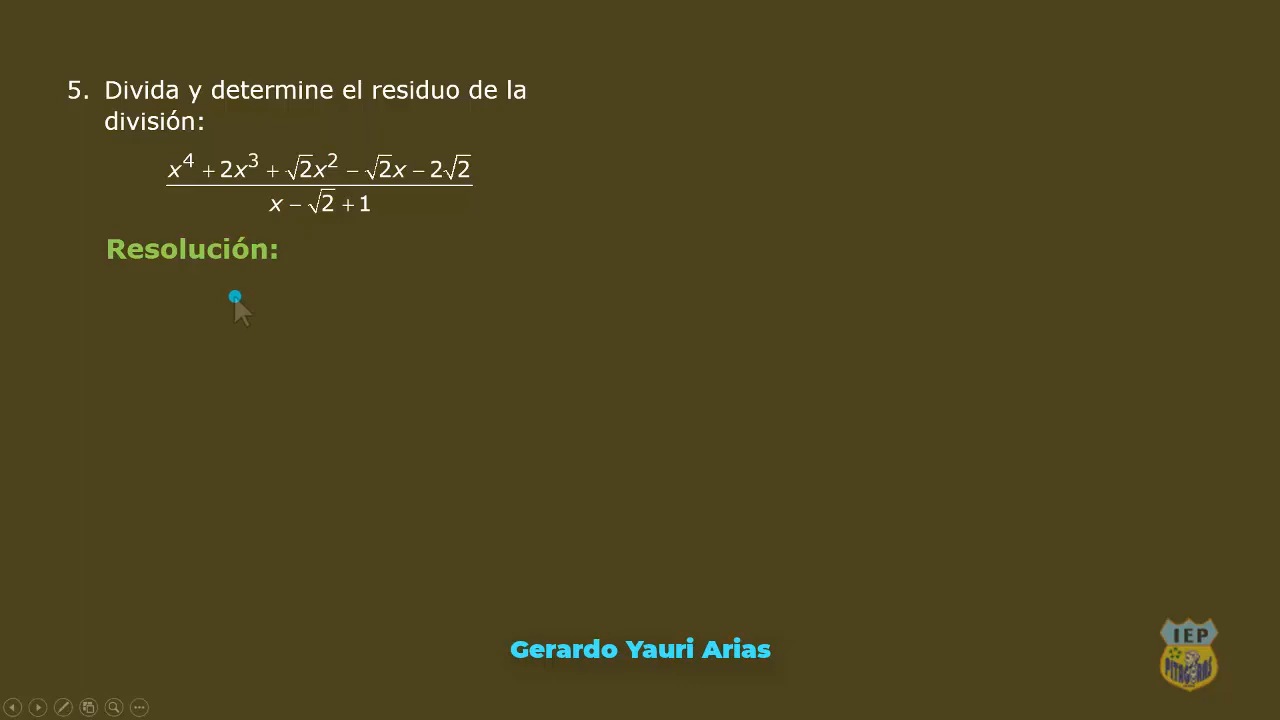 5. Divida y determine el residuo de la
división:
x⁴ + 2x³ + √2x² − √2x − 2√2
x − √2 + 1
Resolución:
Gerardo Yauri Arias
IEP
PITAGORAS